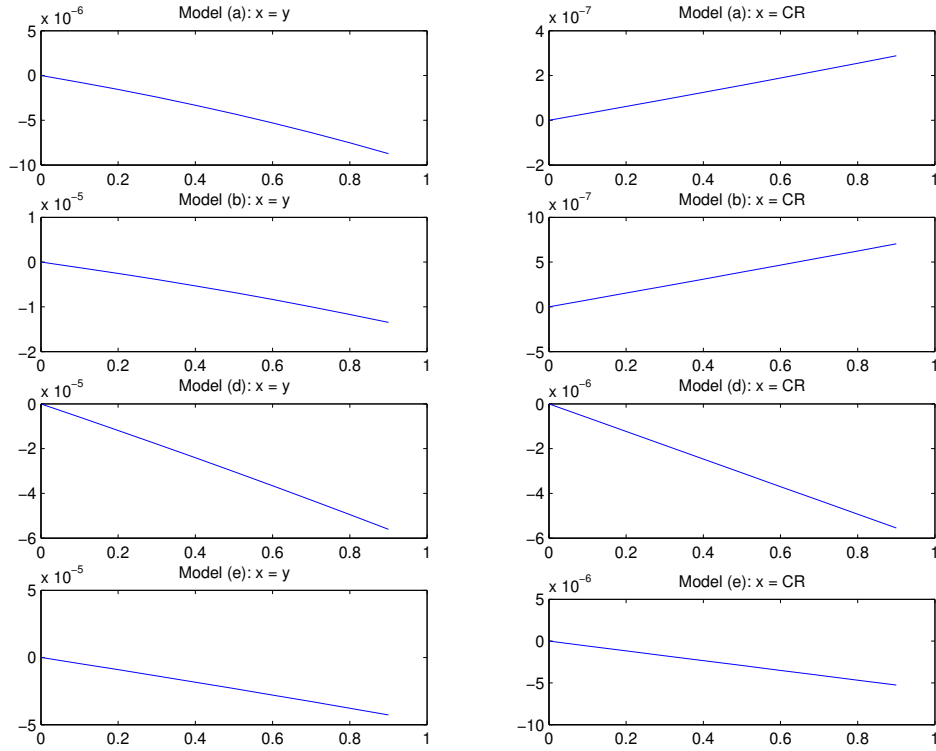 x 10⁻⁶
Model (a): x = y
5
0
−5
−10
0 0.2 0.4 0.6 0.8 1
x 10⁻⁷
Model (a): x = CR
4
2
0
−2
0 0.2 0.4 0.6 0.8 1
x 10⁻⁵
Model (b): x = y
1
0
−1
−2
0 0.2 0.4 0.6 0.8 1
x 10⁻⁷
Model (b): x = CR
10
5
0
−5
0 0.2 0.4 0.6 0.8 1
x 10⁻⁵
Model (d): x = y
0
−2
−4
−6
0 0.2 0.4 0.6 0.8 1
x 10⁻⁶
Model (d): x = CR
0
−2
−4
−6
0 0.2 0.4 0.6 0.8 1
x 10⁻⁵
Model (e): x = y
5
0
−5
0 0.2 0.4 0.6 0.8 1
x 10⁻⁶
Model (e): x = CR
5
0
−5
−10
0 0.2 0.4 0.6 0.8 1